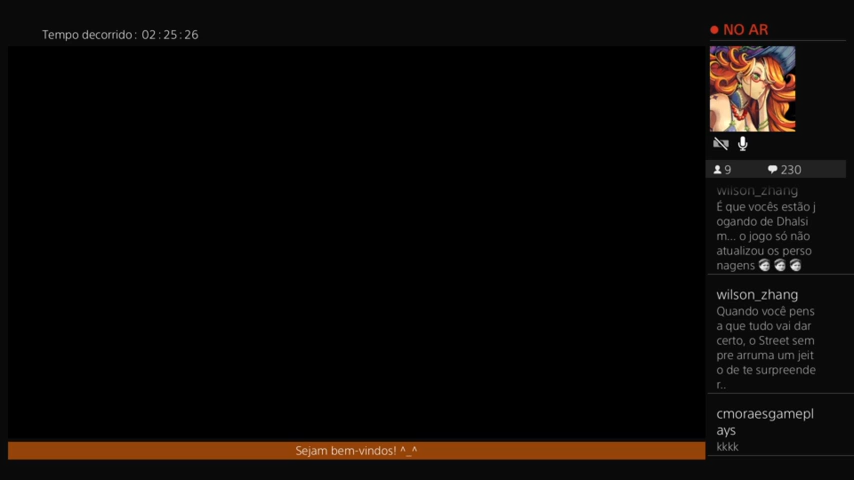 Tempo decorrido: 02:25:26
NO AR
9
230
wilson_zhang
É que vocês estão j
ogando de Dhalsi
m... o jogo só não
atualizou os perso
nagens
wilson_zhang
Quando você pens
a que tudo vai dar
certo, o Street sem
pre arruma um jeit
o de te surpreende
r..
cmoraesgamepl
ays
kkkk
Sejam bem-vindos! ^_^